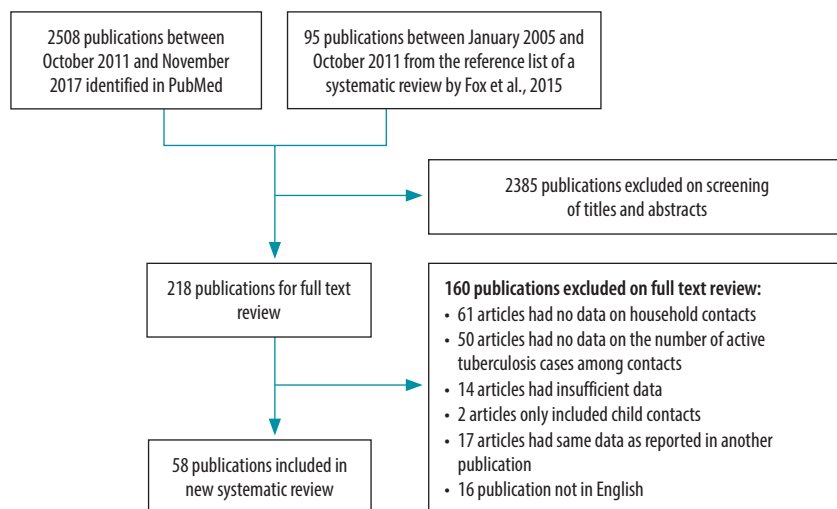 2508 publications between
October 2011 and November
2017 identified in PubMed
95 publications between January 2005 and
October 2011 from the reference list of a
systematic review by Fox et al., 2015
2385 publications excluded on screening
of titles and abstracts
218 publications for full text
review
160 publications excluded on full text review:
• 61 articles had no data on household contacts
• 50 articles had no data on the number of active
tuberculosis cases among contacts
• 14 articles had insufficient data
• 2 articles only included child contacts
• 17 articles had same data as reported in another
publication
• 16 publication not in English
58 publications included in
new systematic review